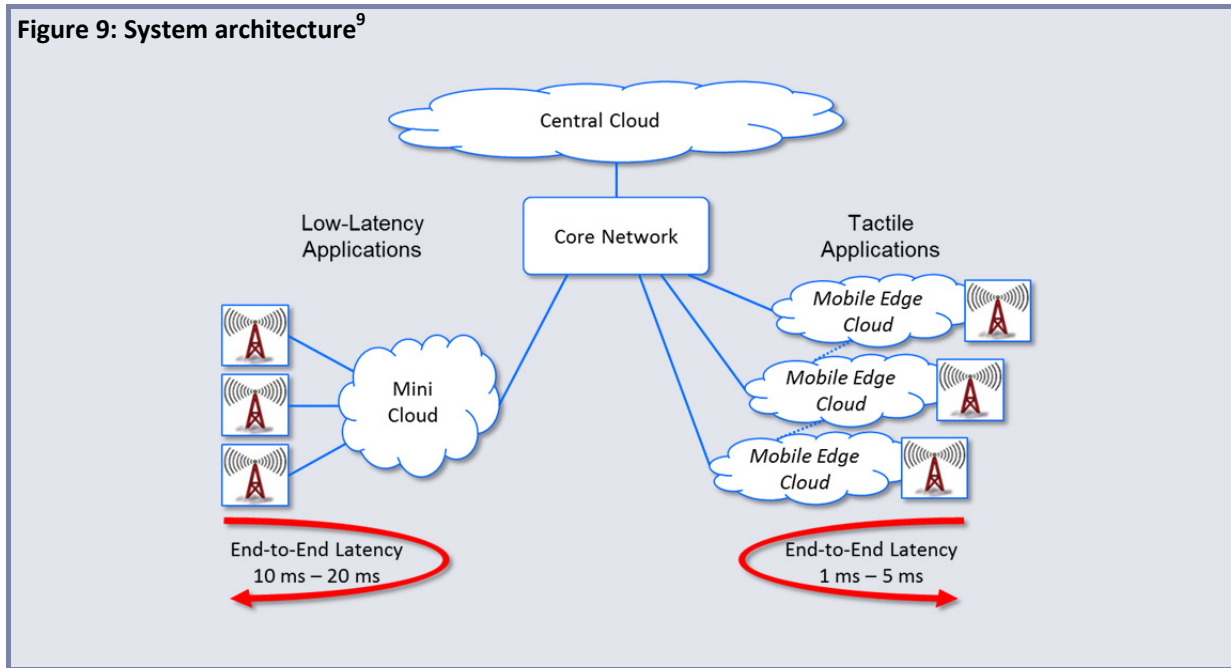 Figure 9: System architecture9
Central Cloud
Core Network
Low-Latency
Applications
Tactile
Applications
Mobile Edge
Cloud
Mobile Edge
Cloud
Mobile Edge
Cloud
Mini
Cloud
End-to-End Latency
10 ms – 20 ms
End-to-End Latency
1 ms – 5 ms